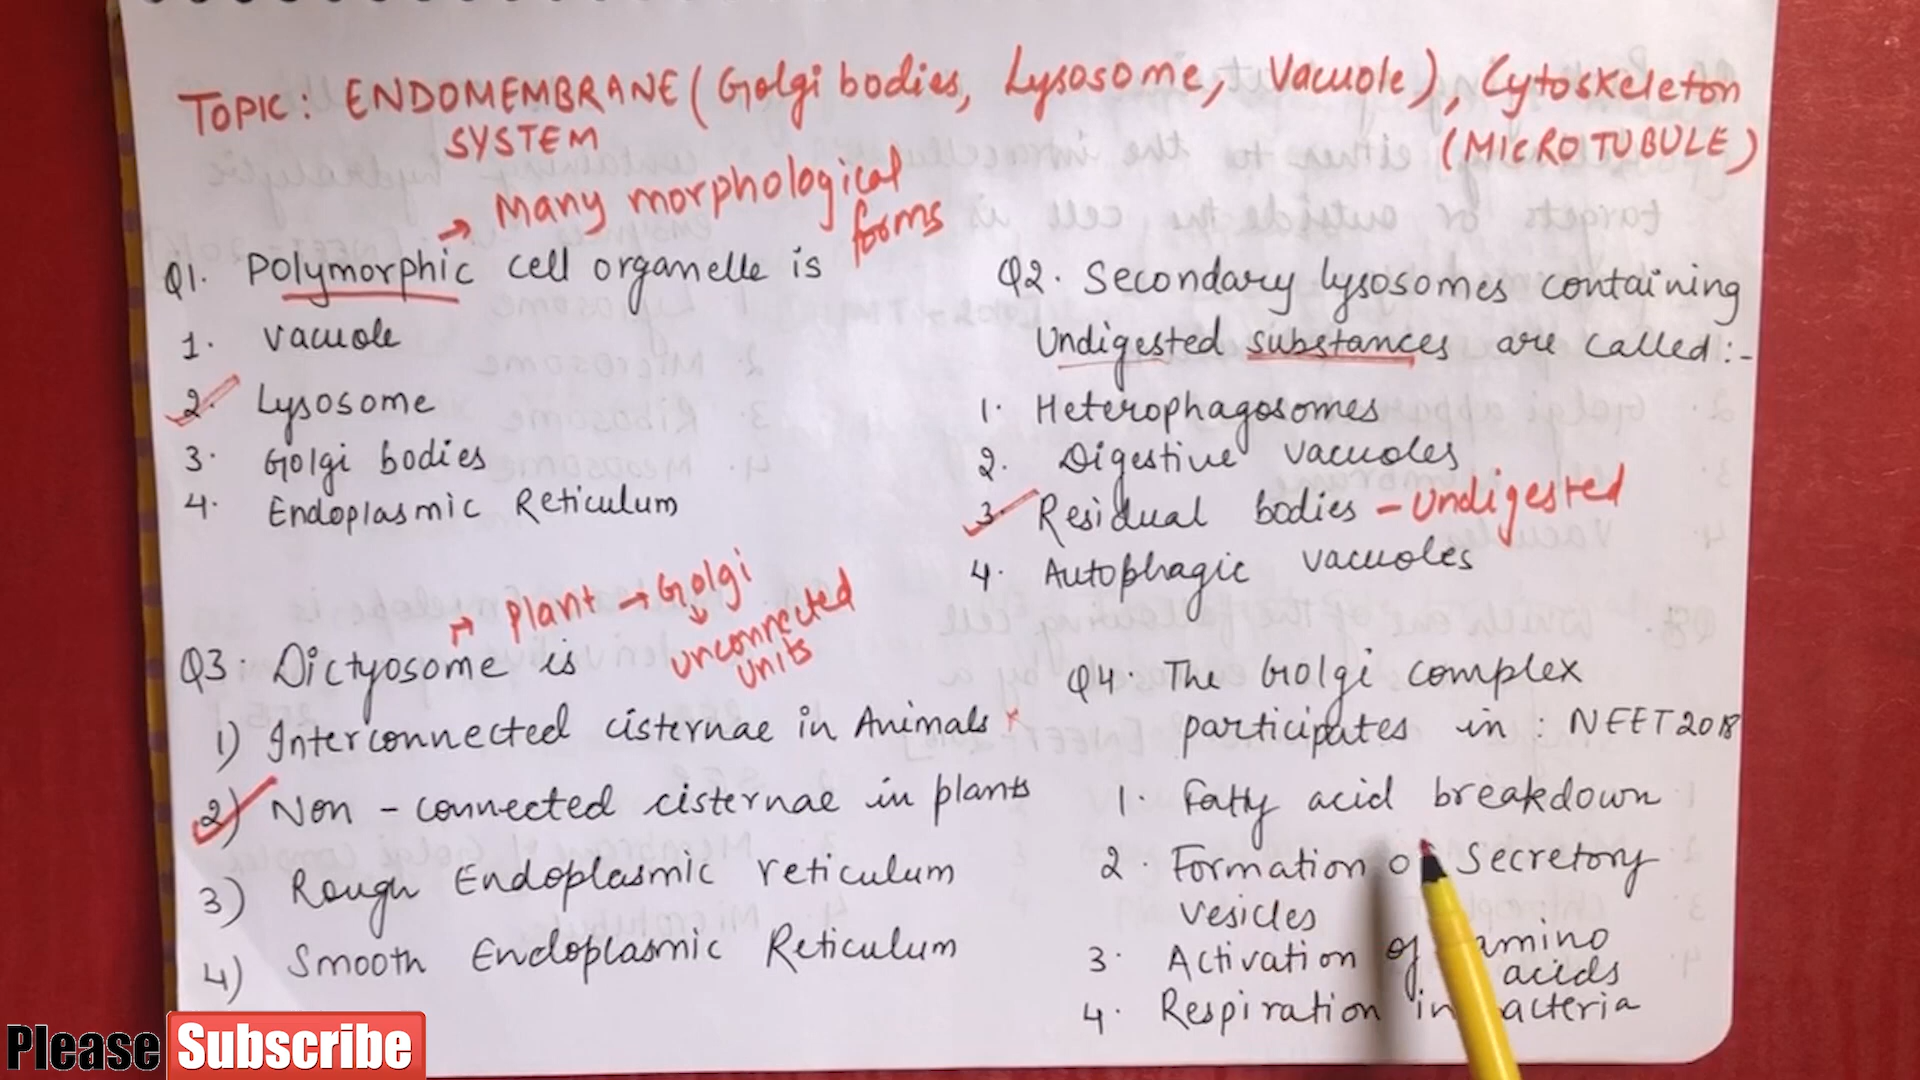 TOPIC: ENDOMEMBRANE (Golgi bodies, Lysosome, Vacuole), Cytoskeleton
SYSTEM
(MICROTUBULE)
→ Many morphological
forms
Q1. Polymorphic cell organelle is
1. Vacuole
2. Lysosome
3. Golgi bodies
4. Endoplasmic Reticulum
Q2. Secondary lysosomes containing
Undigested substances are called:-
1. Heterophagosomes
2. Digestive vacuoles
3. Residual bodies - Undigested
4. Autophagic vacuoles
→ Plant → Golgi
↓
unconnected
units
Q3. Dictyosome is
1) Interconnected cisternae in Animals x
2) Non-connected cisternae in plants
3) Rough Endoplasmic reticulum
4) Smooth Endoplasmic Reticulum
Q4. The Golgi complex
participates in: NEET2018
1. Fatty acid breakdown
2. Formation of Secretory
vesicles
3. Activation of amino
acids
4. Respiration in bacteria
Please Subscribe